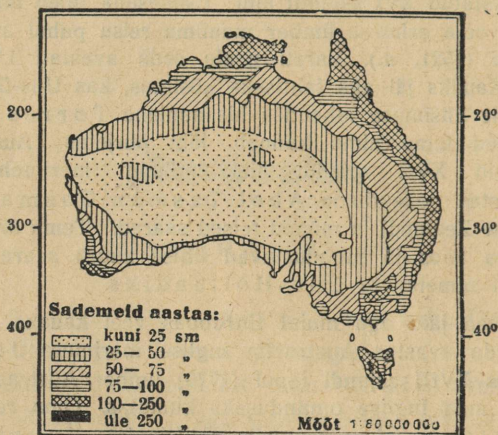 20° 20°
30° 30°
40° 40°
Sademeid aastas:
kuni 25 sm
25— 50 "
50— 75 "
75—100 "
100—250 "
üle 250 "
Mõõt 1:80000000